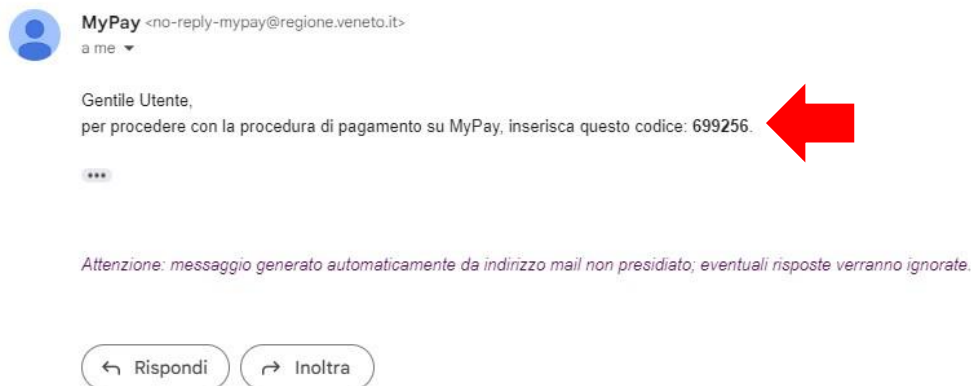 MyPay <no-reply-mypay@regione.veneto.it>
a me
Gentile Utente,
per procedere con la procedura di pagamento su MyPay, inserisca questo codice: 699256.
Attenzione: messaggio generato automaticamente da indirizzo mail non presidiato; eventuali risposte verranno ignorate.
Rispondi
Inoltra